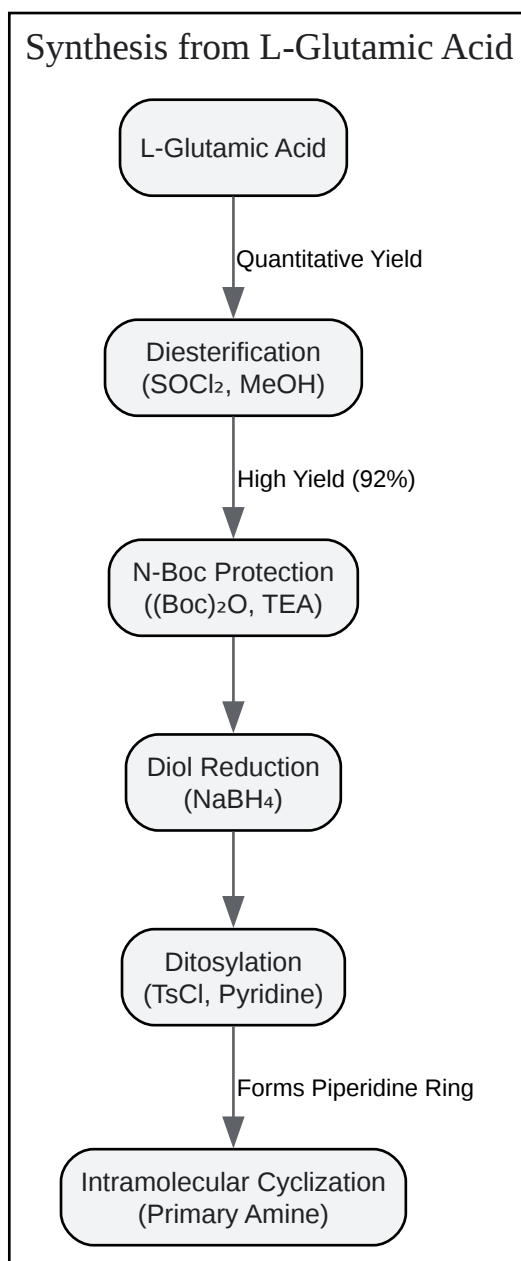 Synthesis from L-Glutamic Acid
L-Glutamic Acid
Quantitative Yield
Diesterification
(SOCl₂, MeOH)
High Yield (92%)
N-Boc Protection
((Boc)₂O, TEA)
Diol Reduction
(NaBH₄)
Ditosylation
(TsCl, Pyridine)
Forms Piperidine Ring
Intramolecular Cyclization
(Primary Amine)